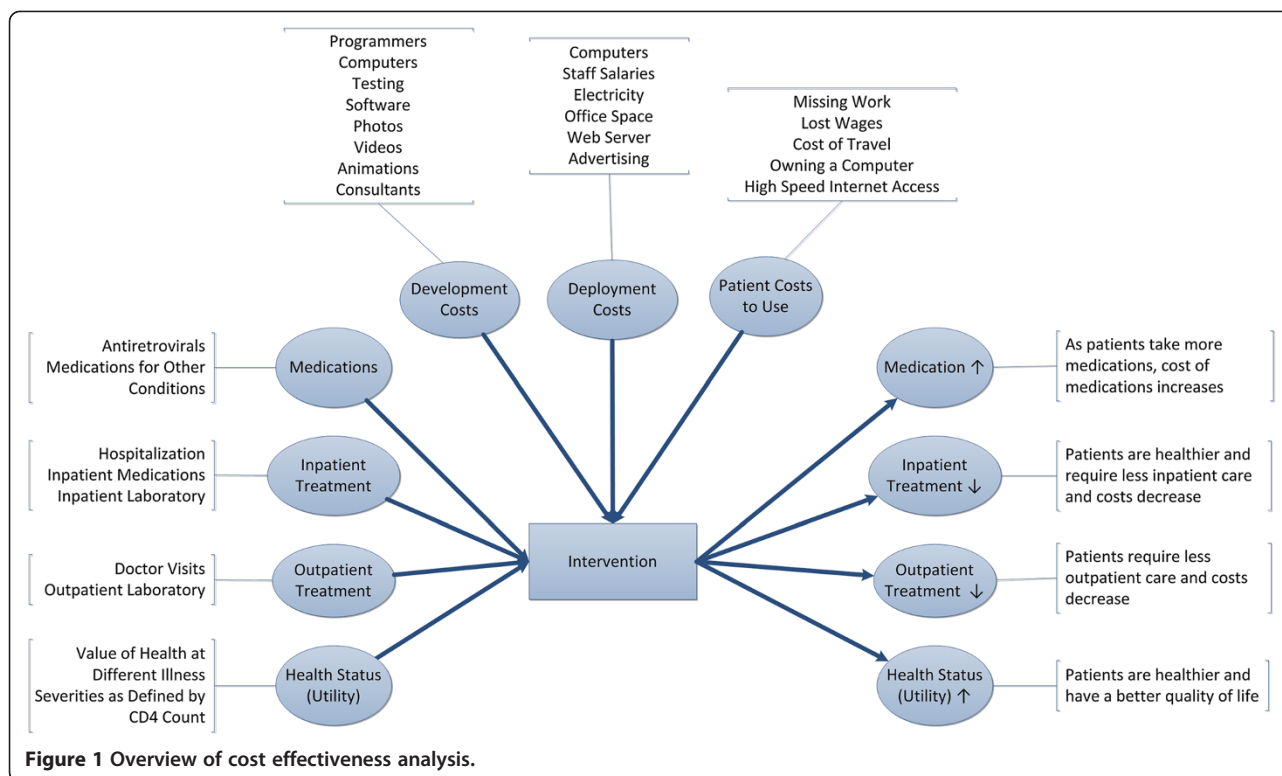 Programmers
Computers
Testing
Software
Photos
Videos
Animations
Consultants
Computers
Staff Salaries
Electricity
Office Space
Web Server
Advertising
Missing Work
Lost Wages
Cost of Travel
Owning a Computer
High Speed Internet Access
Development
Costs
Deployment
Costs
Patient Costs
to Use
Antiretrovirals
Medications for Other
Conditions
Medications
Hospitalization
Inpatient Medications
Inpatient Laboratory
Inpatient
Treatment
Doctor Visits
Outpatient Laboratory
Outpatient
Treatment
Value of Health at
Different Illness
Severities as Defined by
CD4 Count
Health Status
(Utility)
Intervention
Medication ↑
As patients take more
medications, cost of
medications increases
Inpatient
Treatment ↓
Patients are healthier and
require less inpatient care
and costs decrease
Outpatient
Treatment ↓
Patients require less
outpatient care and costs
decrease
Health Status
(Utility) ↑
Patients are healthier and
have a better quality of life
Figure 1 Overview of cost effectiveness analysis.